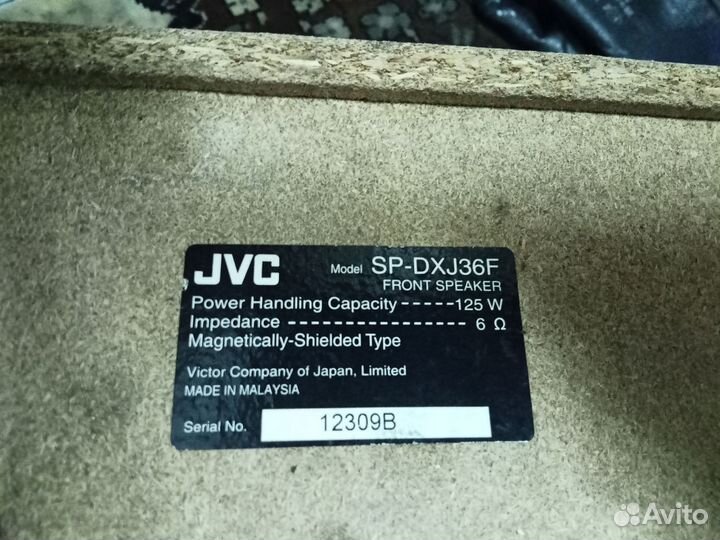 JVC Model SP-DXJ36F
FRONT SPEAKER
Power Handling Capacity -----125 W
Impedance ----------------- 6 Ω
Magnetically-Shielded Type
Victor Company of Japan, Limited
MADE IN MALAYSIA
Serial No. 12309B
Avito